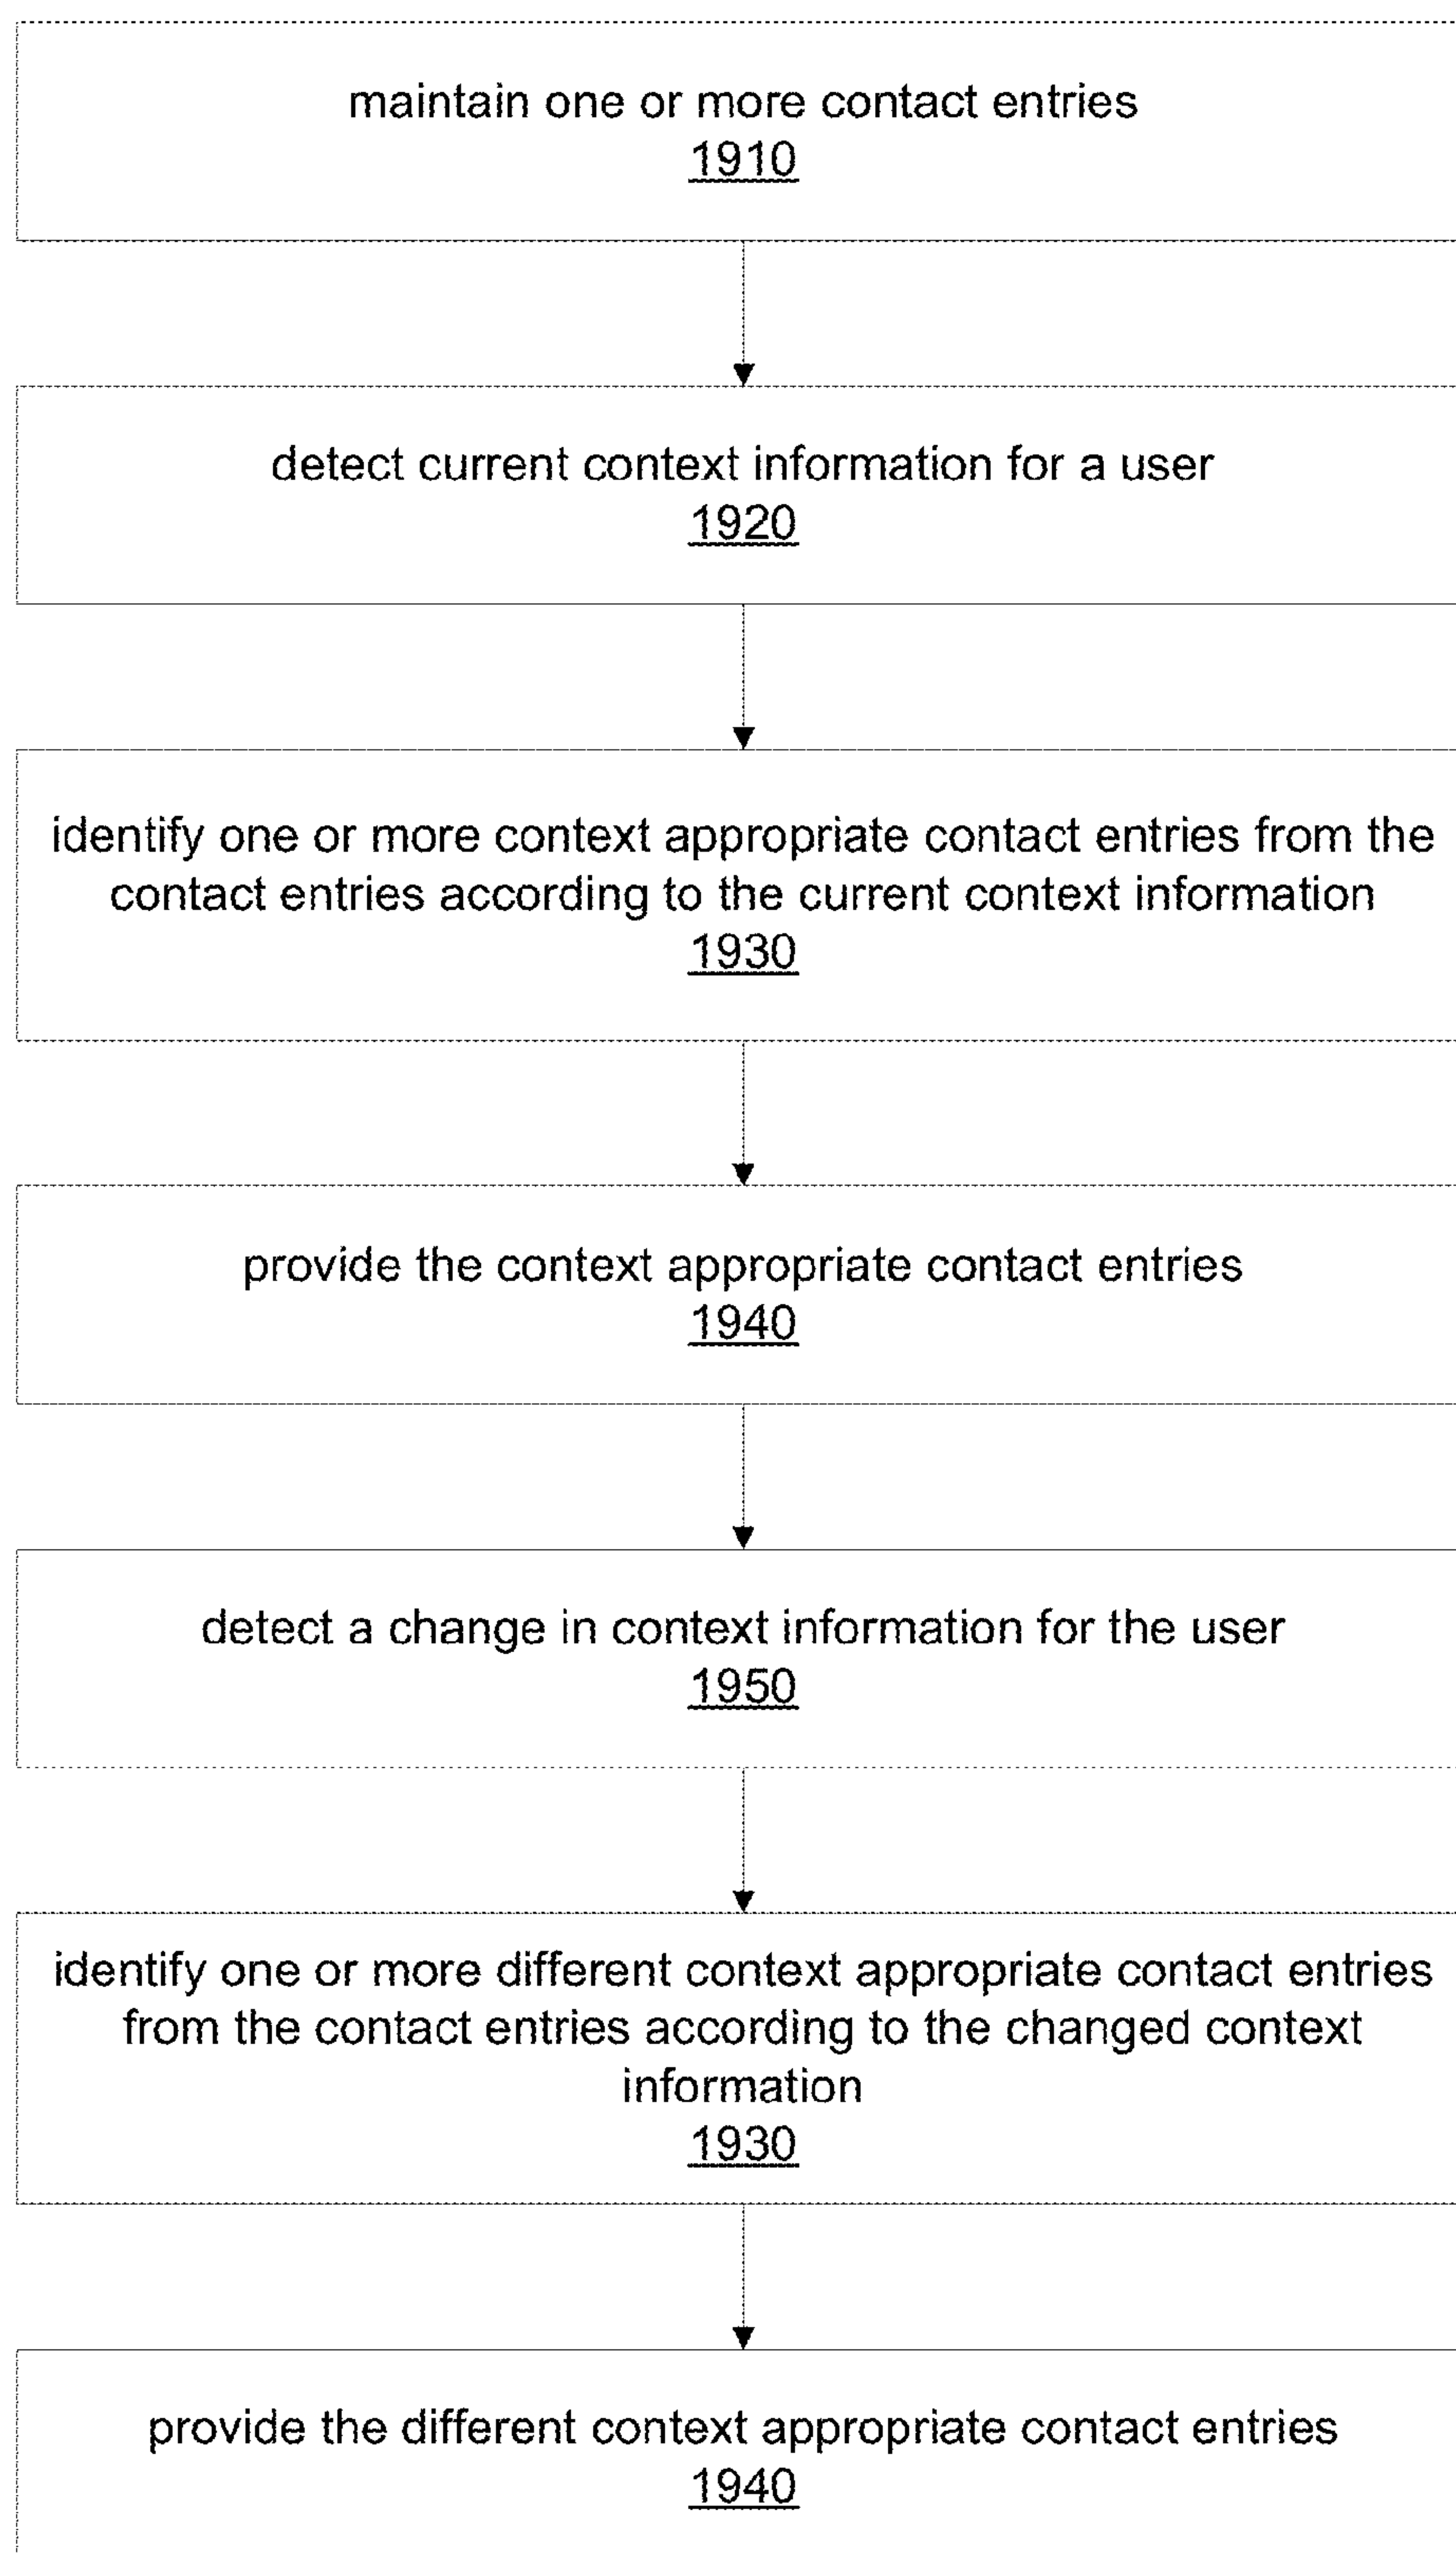 maintain one or more contact entries
1910
detect current context information for a user
1920
identify one or more context appropriate contact entries from the
contact entries according to the current context information
1930
provide the context appropriate contact entries
1940
detect a change in context information for the user
1950
identify one or more different context appropriate contact entries
from the contact entries according to the changed context
information
1930
provide the different context appropriate contact entries
1940